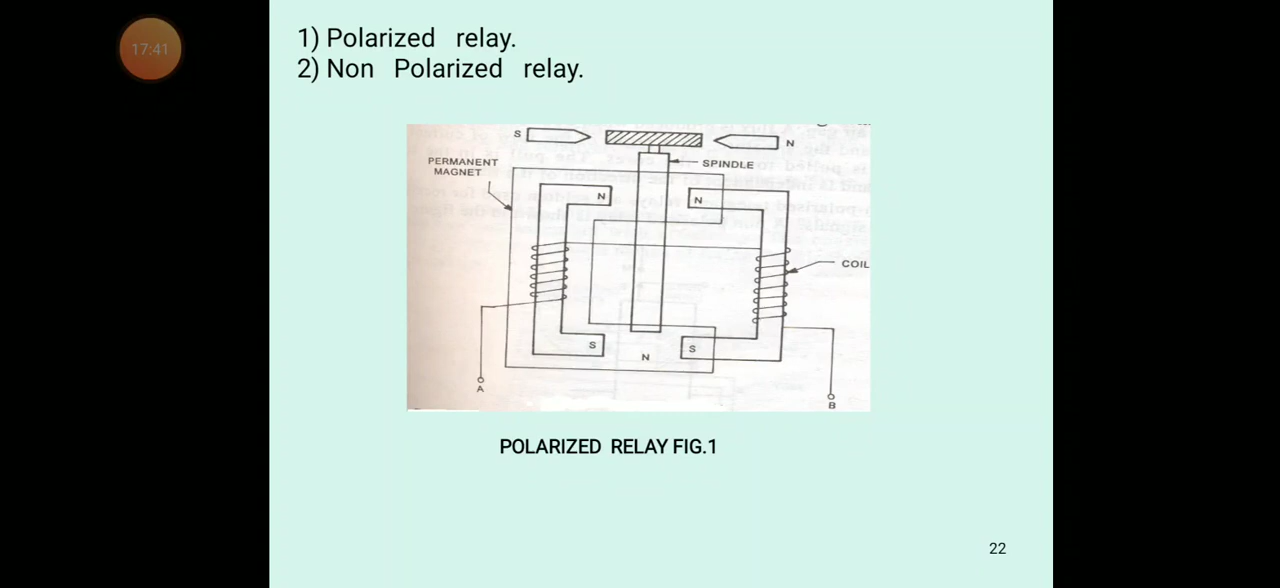 17:41
1) Polarized relay.
2) Non Polarized relay.
S
N
PERMANENT
MAGNET
SPINDLE
N
N
COIL
S
N
S
A
B
POLARIZED RELAY FIG.1
22